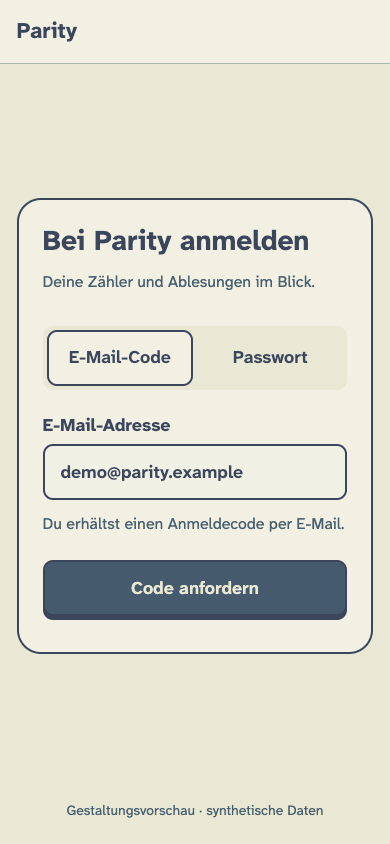 Parity
Bei Parity anmelden
Deine Zähler und Ablesungen im Blick.
E-Mail-Code
Passwort
E-Mail-Adresse
demo@parity.example
Du erhältst einen Anmeldecode per E-Mail.
Code anfordern
Gestaltungsvorschau · synthetische Daten